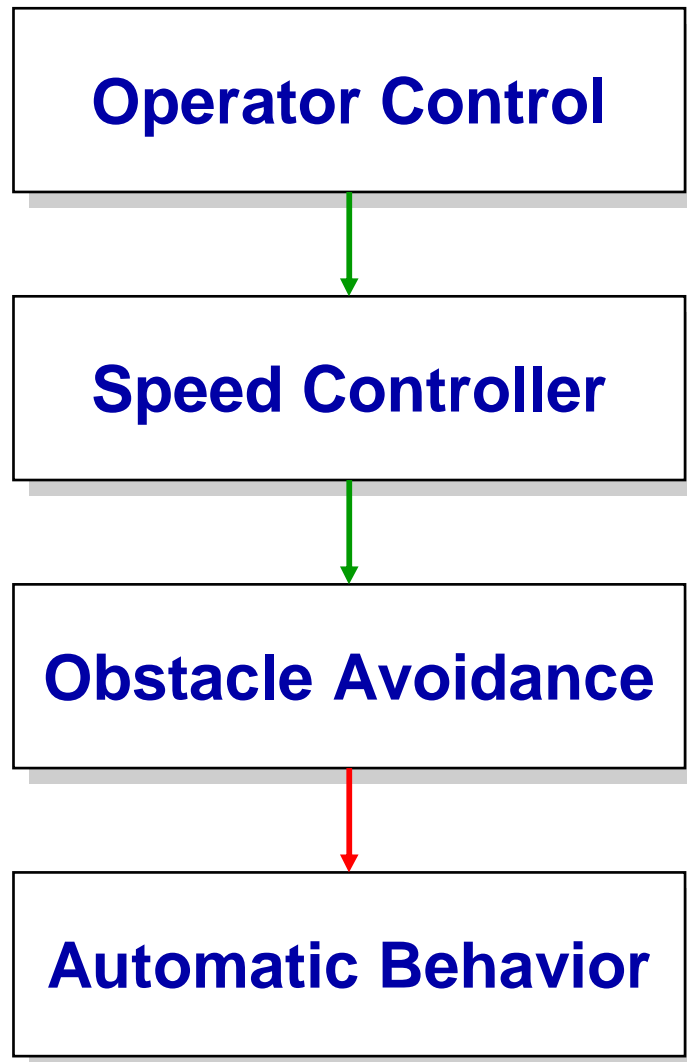 Operator Control
Speed Controller
Obstacle Avoidance
Automatic Behavior